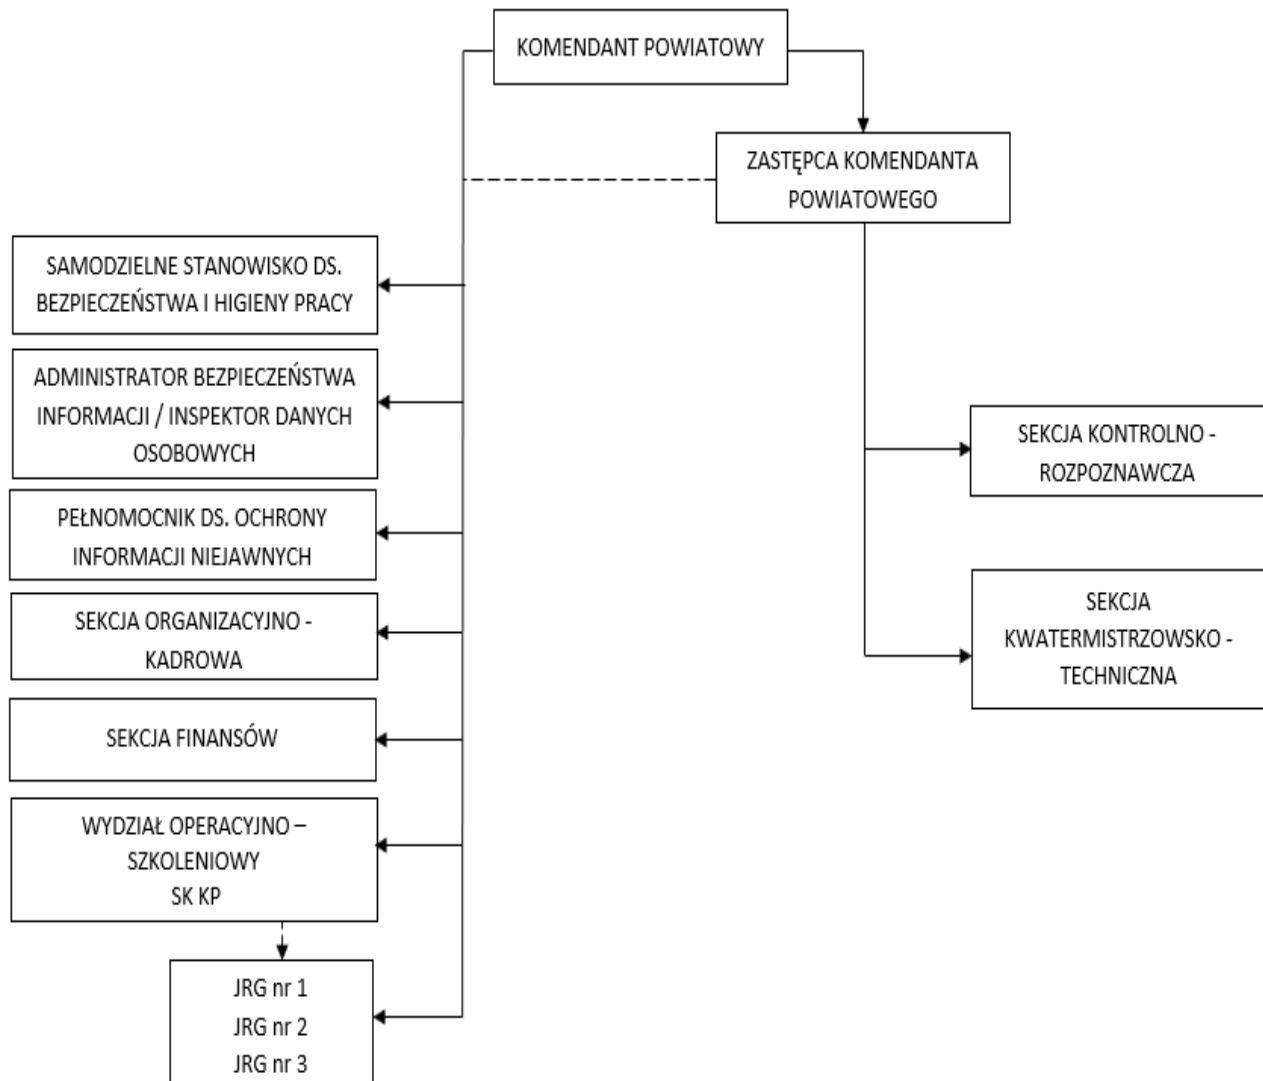 KOMENDANT POWIATOWY
ZASTĘPCA KOMENDANTA
POWIATOWEGO
SAMODZIELNE STANOWISKO DS.
BEZPIECZEŃSTWA I HIGIENY PRACY
ADMINISTRATOR BEZPIECZEŃSTWA
INFORMACJI / INSPEKTOR DANYCH
OSOBOWYCH
PEŁNOMOCNIK DS. OCHRONY
INFORMACJI NIEJAWNYCH
SEKCJA ORGANIZACYJNO -
KADROWA
SEKCJA FINANSÓW
WYDZIAŁ OPERACYJNO –
SZKOLENIOWY
SK KP
JRG nr 1
JRG nr 2
JRG nr 3
SEKCJA KONTROLNO -
ROZPOZNAWCZA
SEKCJA
KWATERMISTRZOWSKO -
TECHNICZNA